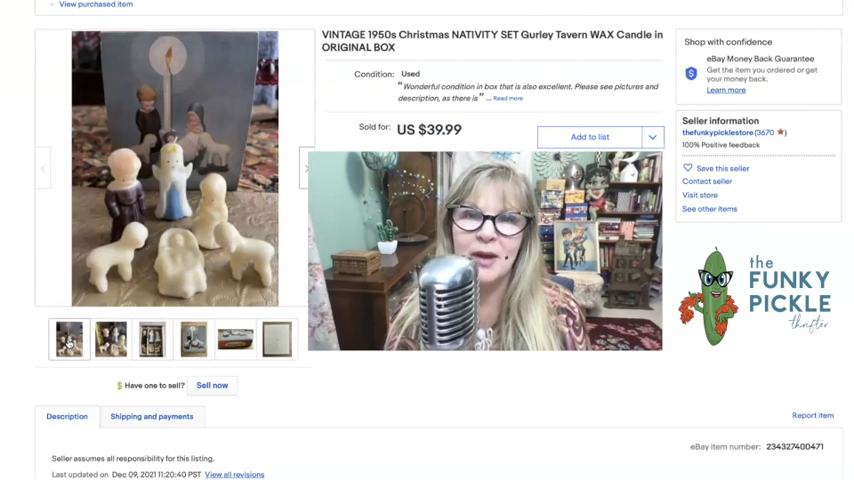 View purchased item
VINTAGE 1950s Christmas NATIVITY SET Gurley Tavern WAX Candle in
ORIGINAL BOX
Condition: Used
“Wonderful condition in box that is also excellent. Please see pictures and
description, as there is” ... Read more
Sold for: US $39.99
Add to list
Shop with confidence
eBay Money Back Guarantee
Get the item you ordered or get
your money back.
Learn more
Seller information
thefunkypicklestore (3670 )
100% Positive feedback
Save this seller
Contact seller
Visit store
See other items
the
FUNKY
PICKLE
thrifter
Have one to sell? Sell now
Description
Shipping and payments
Report item
eBay item number: 234327400471
Seller assumes all responsibility for this listing.
Last updated on Dec 09, 2021 11:20:40 PST View all revisions